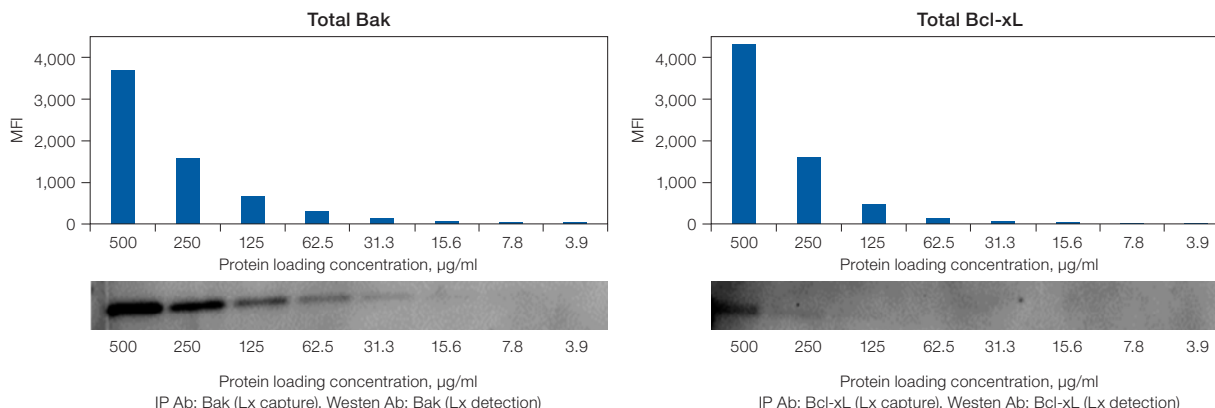 Total Bak
4,000
3,000
2,000
1,000
0
MFI
500 250 125 62.5 31.3 15.6 7.8 3.9
Protein loading concentration, µg/ml
500 250 125 62.5 31.3 15.6 7.8 3.9
Protein loading concentration, µg/ml
IP Ab: Bak (Lx capture), Westen Ab: Bak (Lx detection)
Total Bcl-xL
4,000
3,000
2,000
1,000
0
MFI
500 250 125 62.5 31.3 15.6 7.8 3.9
Protein loading concentration, µg/ml
500 250 125 62.5 31.3 15.6 7.8 3.9
Protein loading concentration, µg/ml
IP Ab: Bcl-xL (Lx capture), Westen Ab: Bcl-xL (Lx detection)